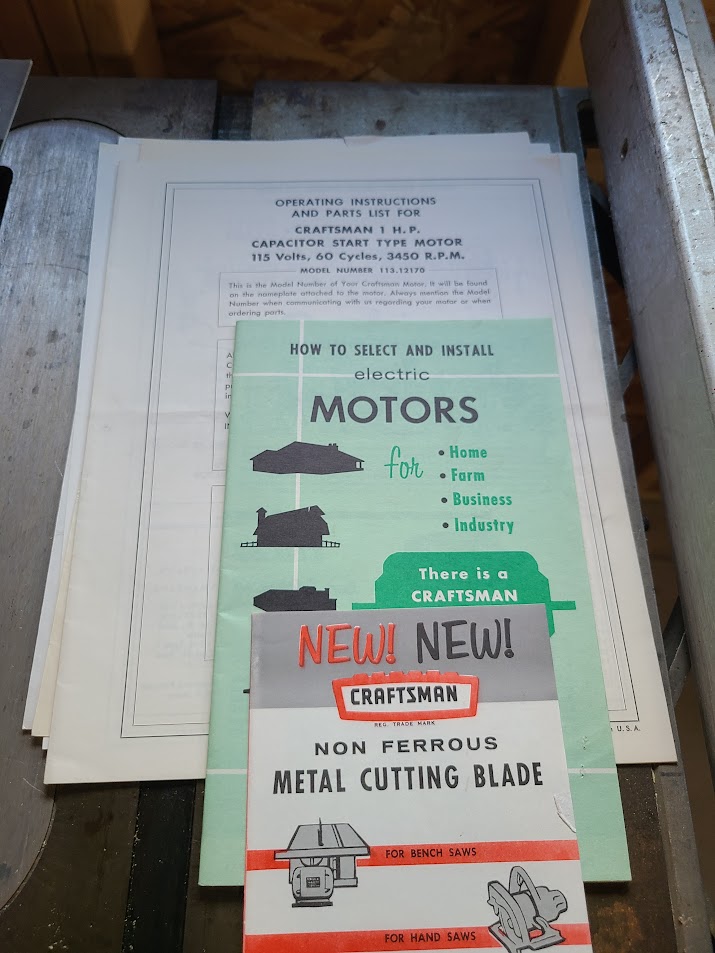 OPERATING INSTRUCTIONS
AND PARTS LIST FOR
CRAFTSMAN 1 H.P.
CAPACITOR START TYPE MOTOR
115 Volts, 60 Cycles, 3450 R.P.M.
MODEL NUMBER 113.12170
This is the Model Number of Your Craftsman Motor. It will be found
on the nameplate attached to the motor. Always mention the Model
Number when communicating with us regarding your motor or when
ordering parts.
U.S.A.
HOW TO SELECT AND INSTALL
electric
MOTORS
for
• Home
• Farm
• Business
• Industry
There is a
CRAFTSMAN
NEW! NEW!
CRAFTSMAN
REG. TRADE MARK
NON FERROUS
METAL CUTTING BLADE
FOR BENCH SAWS
FOR HAND SAWS